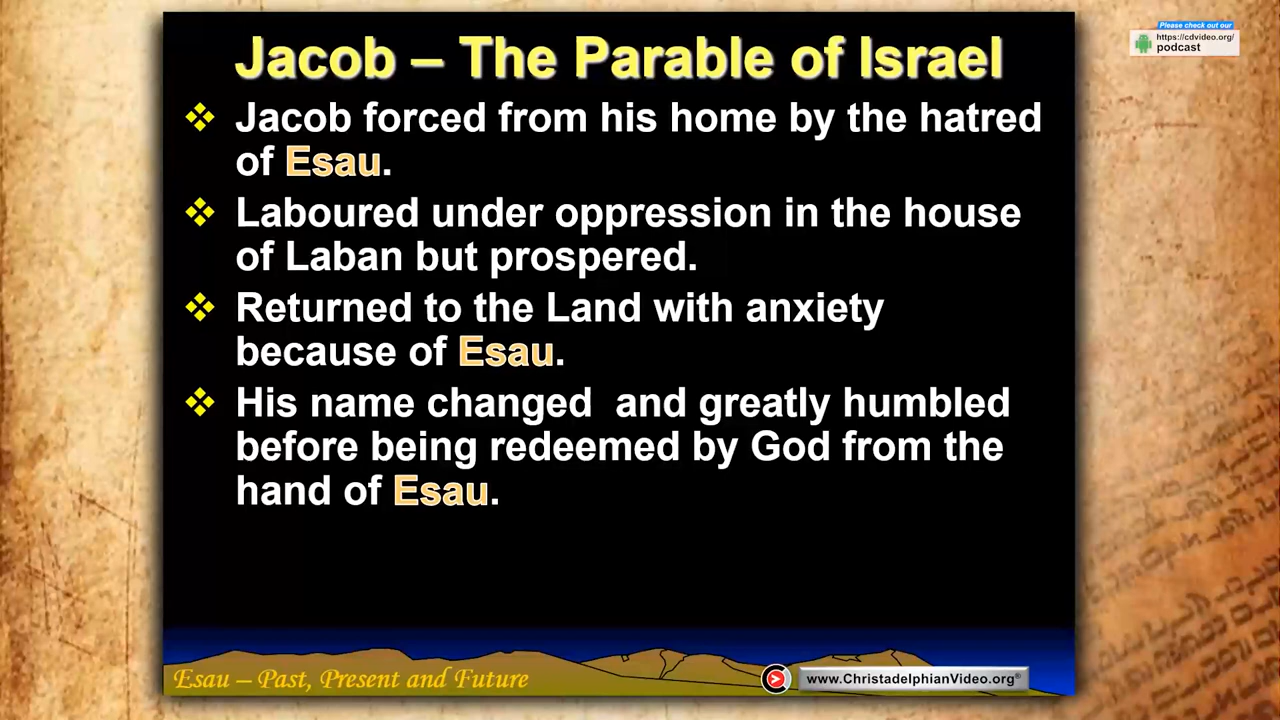 Please check out our
https://cdvideo.org/
podcast
Jacob – The Parable of Israel
❖ Jacob forced from his home by the hatred
of Esau.
❖ Laboured under oppression in the house
of Laban but prospered.
❖ Returned to the Land with anxiety
because of Esau.
❖ His name changed  and greatly humbled
before being redeemed by God from the
hand of Esau.
Esau – Past, Present and Future
www.ChristadelphianVideo.org®